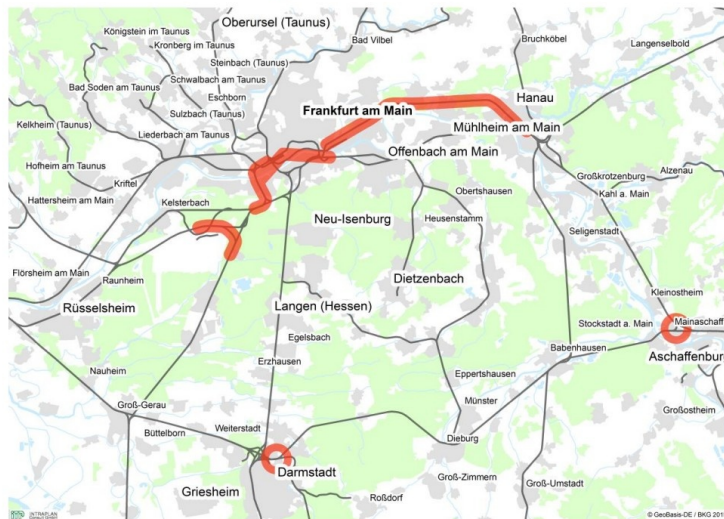 Oberursel (Taunus)
Königstein im Taunus
Kronberg im Taunus
Bad Vilbel
Bruchköbel
Langenselbold
Steinbach (Taunus)
Schwalbach am Taunus
Bad Soden am Taunus
Eschborn
Hanau
Sulzbach (Taunus)
Frankfurt am Main
Kelkheim (Taunus)
Liederbach am Taunus
Mühlheim am Main
Offenbach am Main
Hofheim am Taunus
Kriftel
Großkrotzenburg
Alzenau
Kahl a. Main
Obertshausen
Hattersheim am Main
Kelsterbach
Neu-Isenburg
Heusenstamm
Seligenstadt
Flörsheim am Main
Raunheim
Dietzenbach
Kleinostheim
Rüsselsheim
Langen (Hessen)
Stockstadt a. Main
Mainaschaff
Egelsbach
Babenhausen
Aschaffenburg
Erzhausen
Nauheim
Eppertshausen
Groß-Gerau
Münster
Großostheim
Büttelborn
Weiterstadt
Dieburg
Darmstadt
Groß-Zimmern
Groß-Umstadt
Griesheim
Roßdorf
INTRAPLAN
© GeoBasis-DE / BKG 201